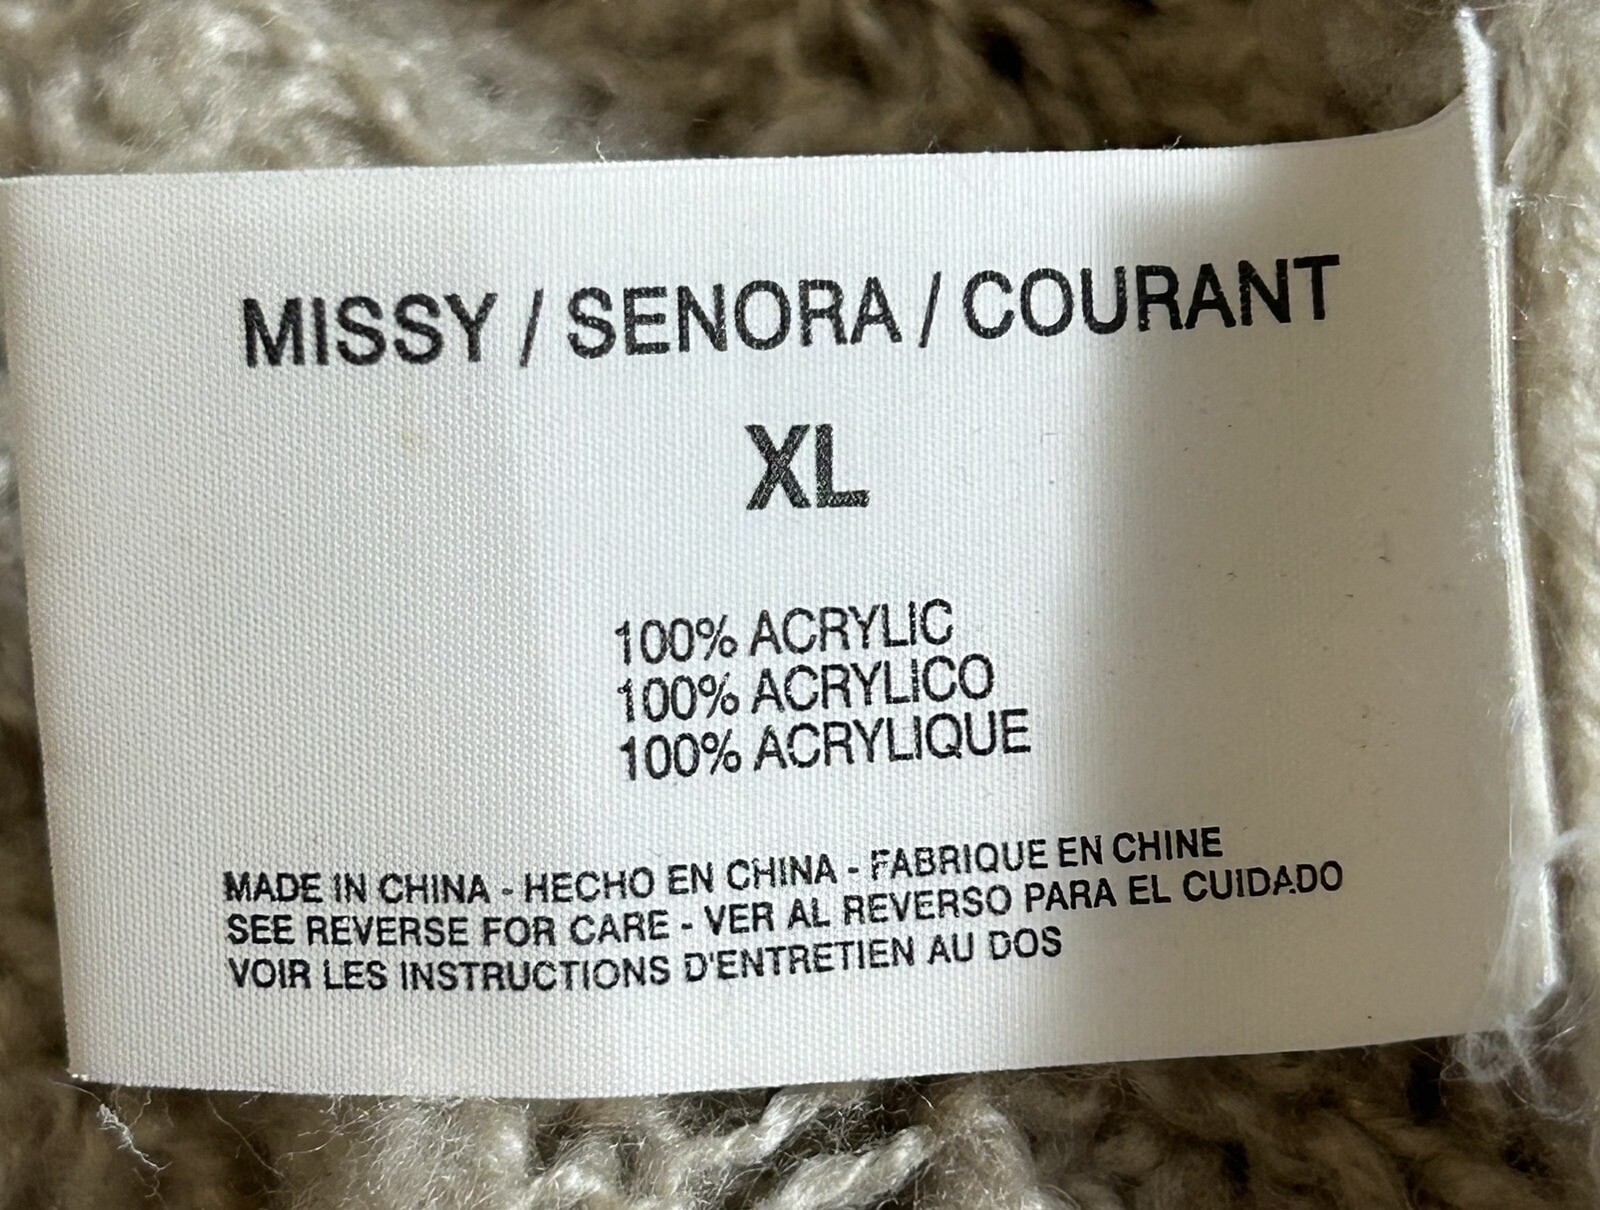 MISSY / SENORA / COURANT
XL
100% ACRYLIC
100% ACRYLICO
100% ACRYLIQUE
MADE IN CHINA - HECHO EN CHINA - FABRIQUE EN CHINE
SEE REVERSE FOR CARE - VER AL REVERSO PARA EL CUIDADO
VOIR LES INSTRUCTIONS D'ENTRETIEN AU DOS